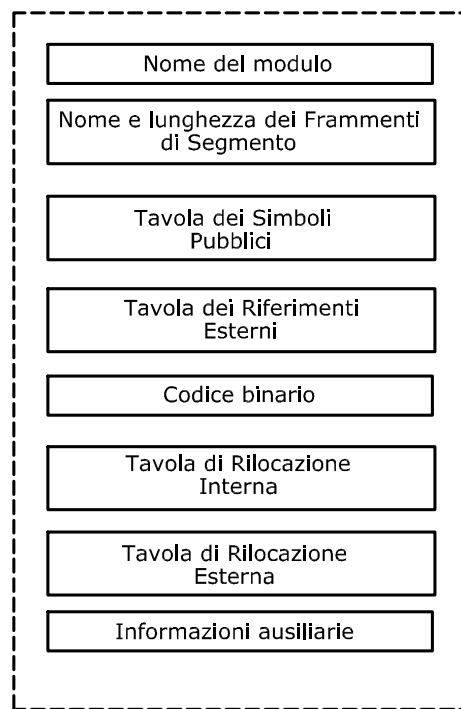 Nome del modulo
Nome e lunghezza dei Frammenti
di Segmento
Tavola dei Simboli
Pubblici
Tavola dei Riferimenti
Esterni
Codice binario
Tavola di Rilocazione
Interna
Tavola di Rilocazione
Esterna
Informazioni ausiliarie